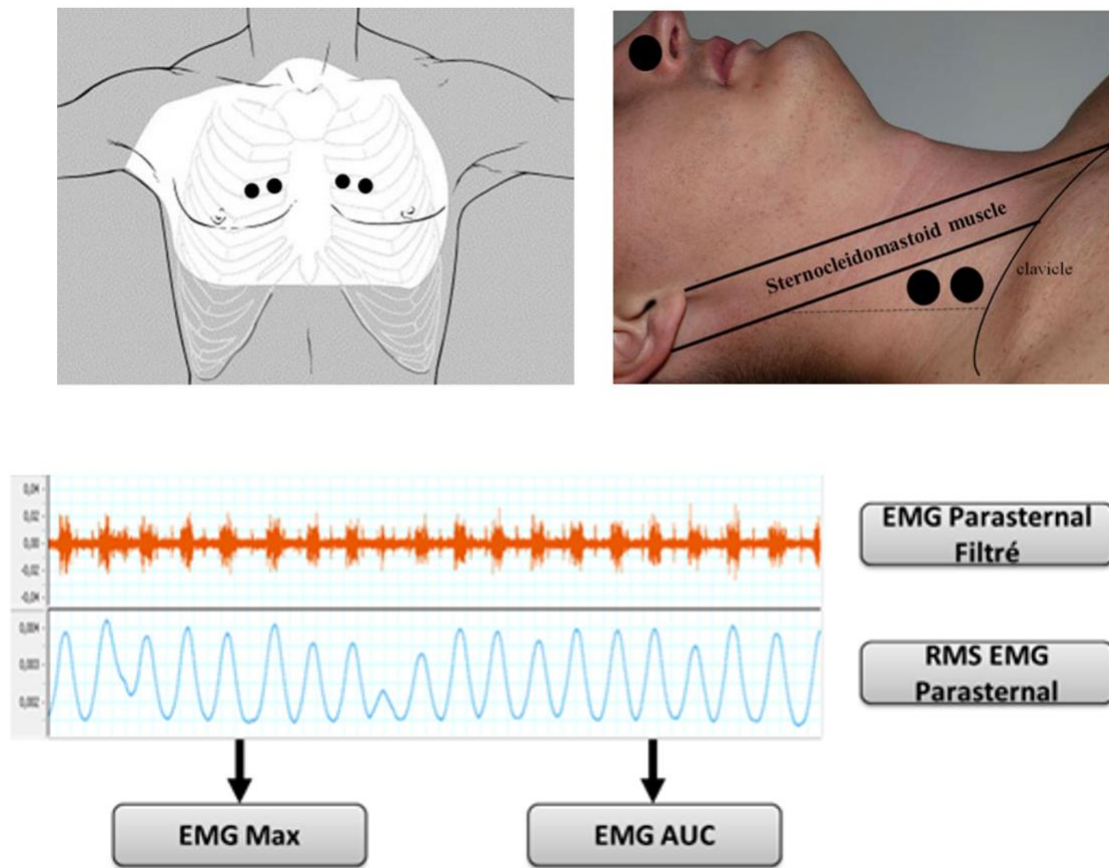 Sternocleidomastoid muscle
clavicle
0,04
0,02
0,00
-0,02
-0,04
EMG Parasternal
Filtré
0,004
0,003
0,002
RMS EMG
Parasternal
EMG Max
EMG AUC